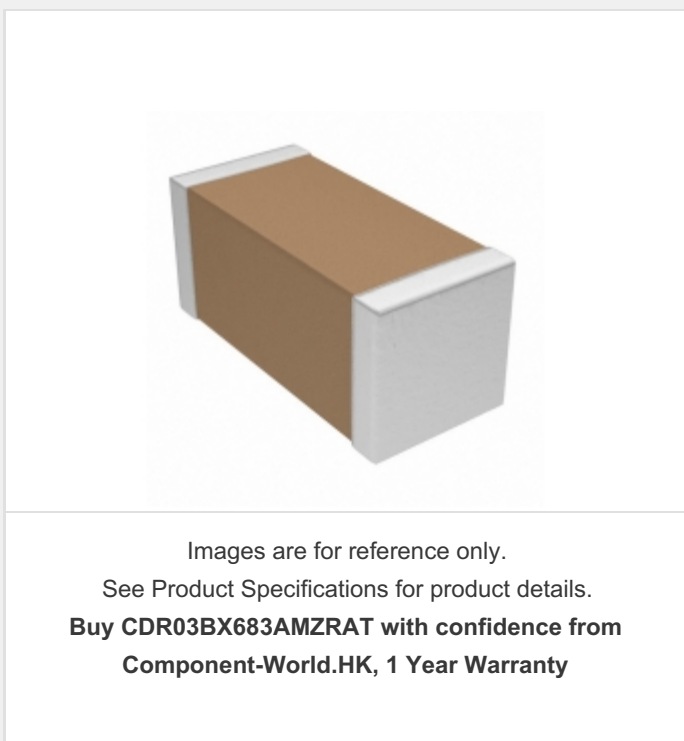 Images are for reference only.
See Product Specifications for product details.
Buy CDR03BX683AMZRAT with confidence from
Component-World.HK, 1 Year Warranty